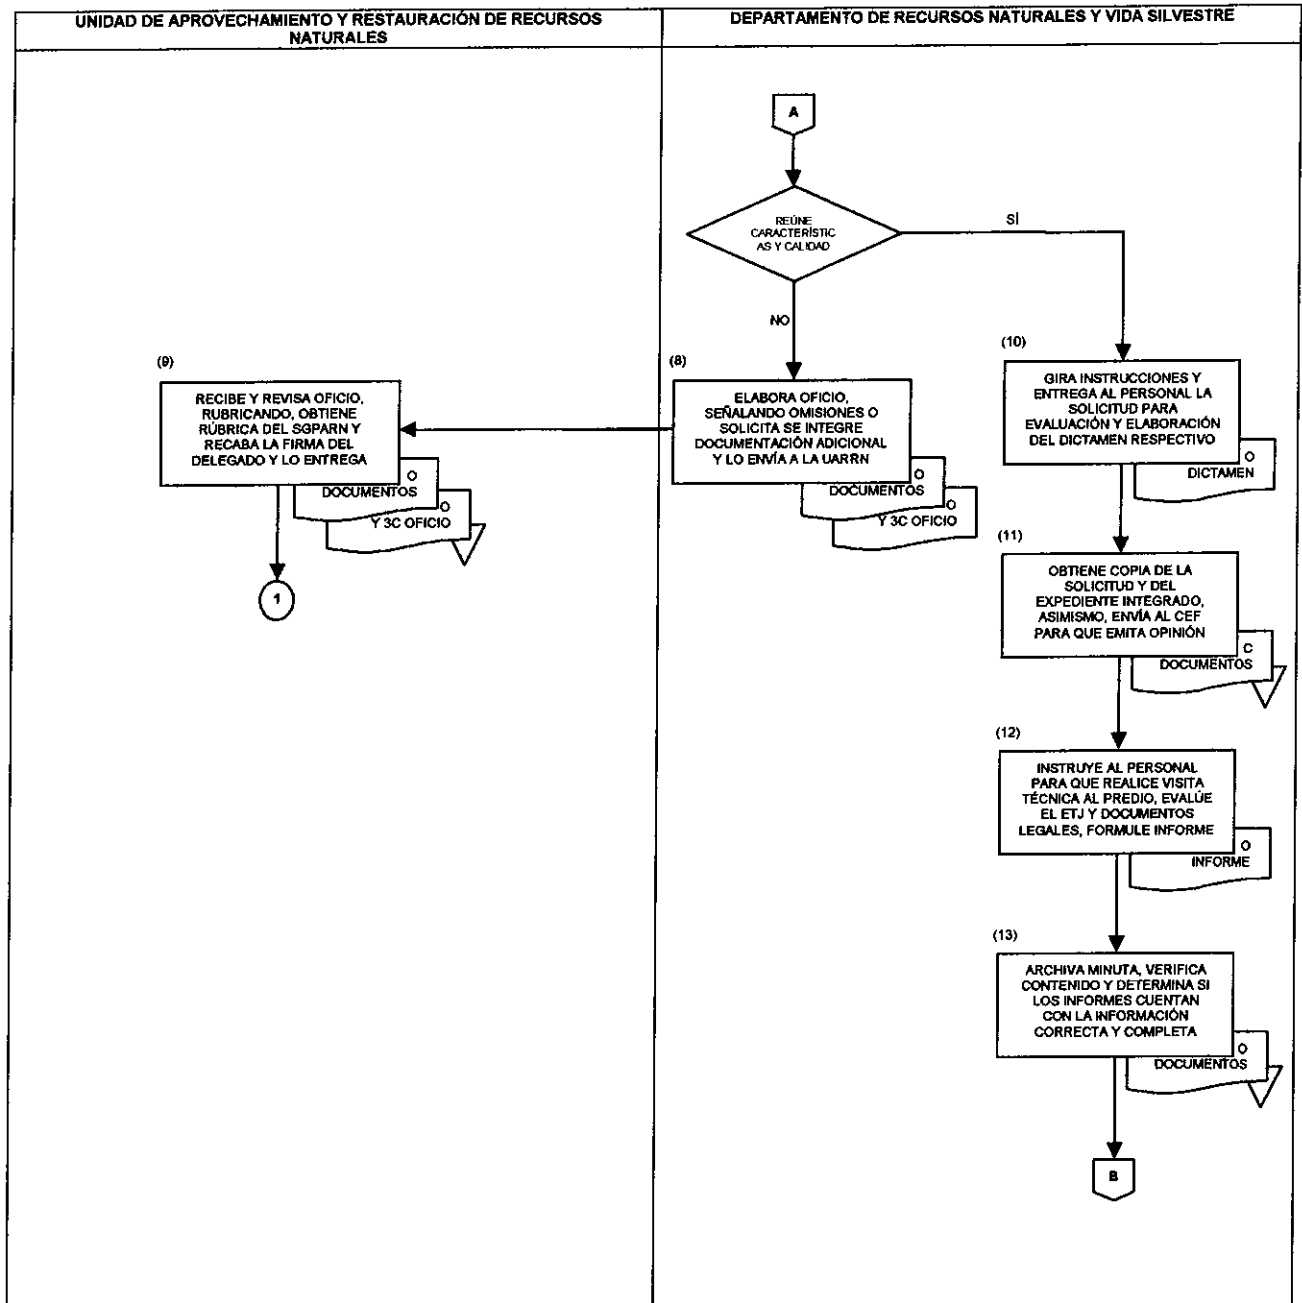 UNIDAD DE APROVECHAMIENTO Y RESTAURACIÓN DE RECURSOS
NATURALES
DEPARTAMENTO DE RECURSOS NATURALES Y VIDA SILVESTRE
A
REÚNE
CARACTERÍSTIC
AS Y CALIDAD
SÍ
NO
(9)
RECIBE Y REVISA OFICIO,
RUBRICANDO, OBTIENE
RÚBRICA DEL SGPARN Y
RECABA LA FIRMA DEL
DELEGADO Y LO ENTREGA
O
DOCUMENTOS
O
Y 3C OFICIO
1
(8)
ELABORA OFICIO,
SEÑALANDO OMISIONES O
SOLICITA SE INTEGRE
DOCUMENTACIÓN ADICIONAL
Y LO ENVÍA A LA UARRN
O
DOCUMENTOS
O
Y 3C OFICIO
(10)
GIRA INSTRUCCIONES Y
ENTREGA AL PERSONAL LA
SOLICITUD PARA
EVALUACIÓN Y ELABORACIÓN
DEL DICTAMEN RESPECTIVO
O
DICTAMEN
(11)
OBTIENE COPIA DE LA
SOLICITUD Y DEL
EXPEDIENTE INTEGRADO,
ASIMISMO, ENVÍA AL CEF
PARA QUE EMITA OPINIÓN
C
DOCUMENTOS
(12)
INSTRUYE AL PERSONAL
PARA QUE REALICE VISITA
TÉCNICA AL PREDIO, EVALÚE
EL ETJ Y DOCUMENTOS
LEGALES, FORMULE INFORME
O
INFORME
(13)
ARCHIVA MINUTA, VERIFICA
CONTENIDO Y DETERMINA SI
LOS INFORMES CUENTAN
CON LA INFORMACIÓN
CORRECTA Y COMPLETA
O
DOCUMENTOS
B